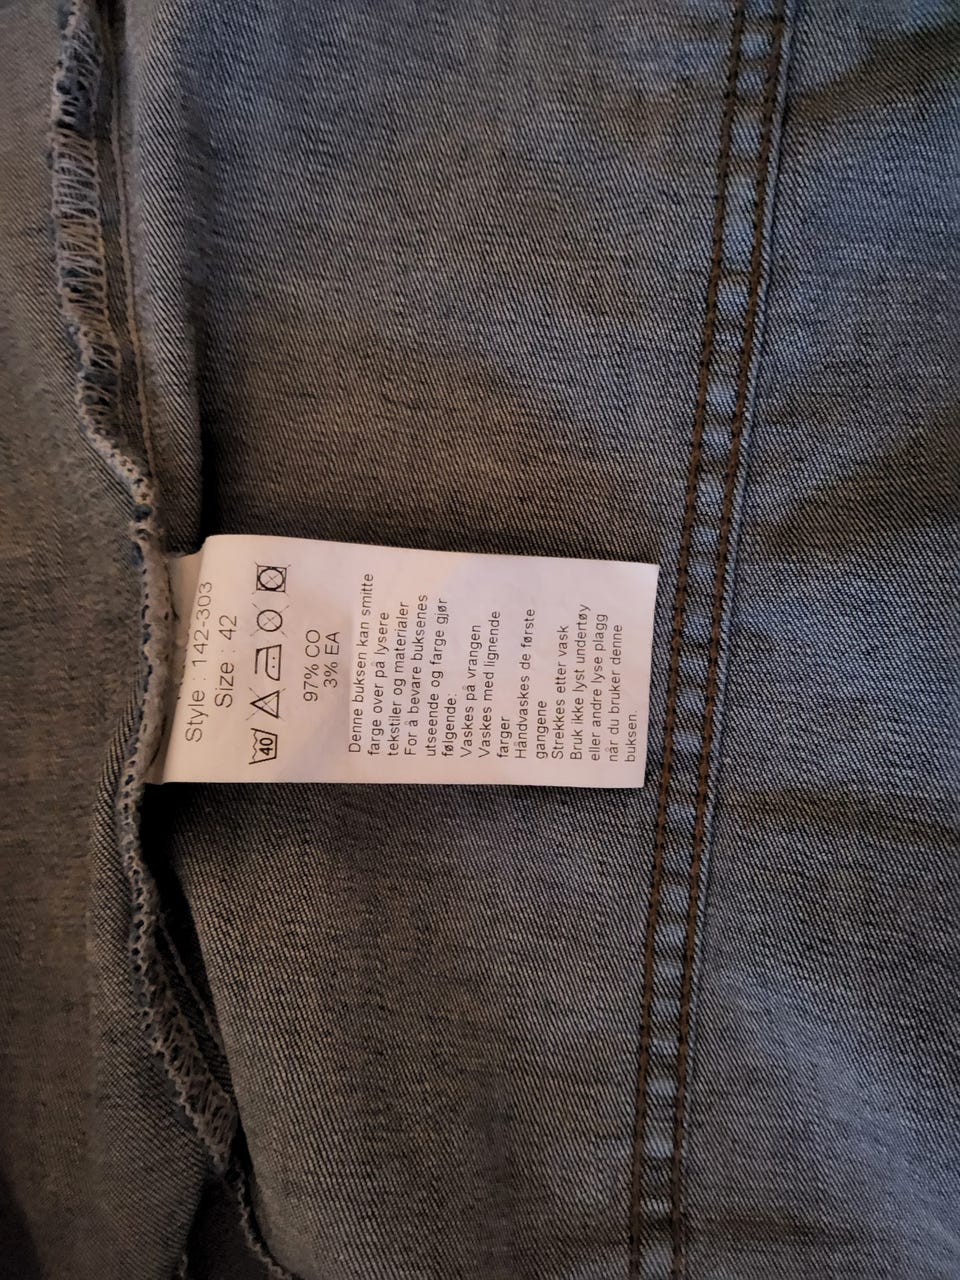 Style : 142-303
Size : 42
40
97% CO
3% EA
Denne buksen kan smitte
farge over på lysere
tekstiler og materialer
For å bevare buksenes
utseende og farge gjør
følgende:
Vaskes på vrangen
Vaskes med lignende
farger
Håndvaskes de første
gangene
Strekkes etter vask
Bruk ikke lyst undertøy
eller andre lyse plagg
når du bruker denne
buksen.